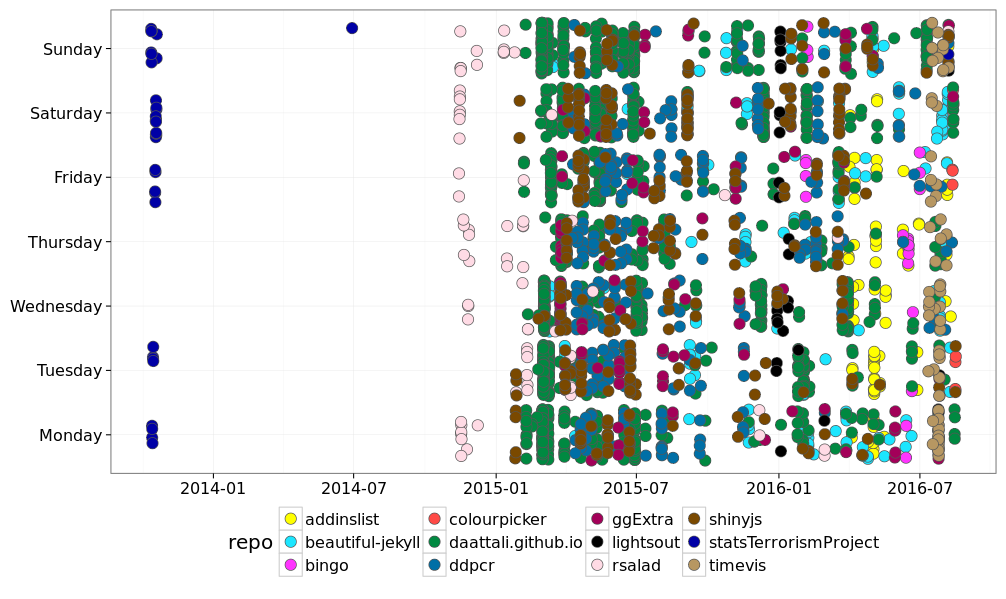 Sunday
Saturday
Friday
Thursday
Wednesday
Tuesday
Monday
2014-01 2014-07 2015-01 2015-07 2016-01 2016-07
repo
addinslist colourpicker ggExtra shinyjs
beautiful-jekyll daattali.github.io lightsout statsTerrorismProject
bingo ddpcr rsalad timevis